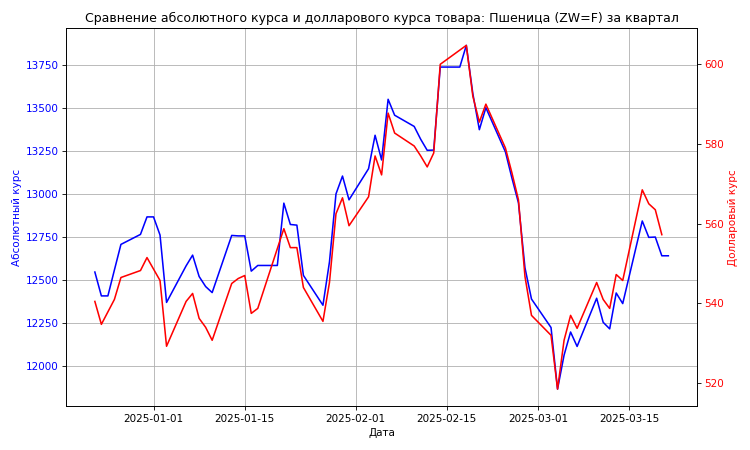 Сравнение абсолютного курса и долларового курса товара: Пшеница (ZW=F) за квартал
Абсолютный курс
13750
13500
13250
13000
12750
12500
12250
12000
600
580
560
540
520
Долларовый курс
2025-01-01 2025-01-15 2025-02-01 2025-02-15 2025-03-01 2025-03-15
Дата